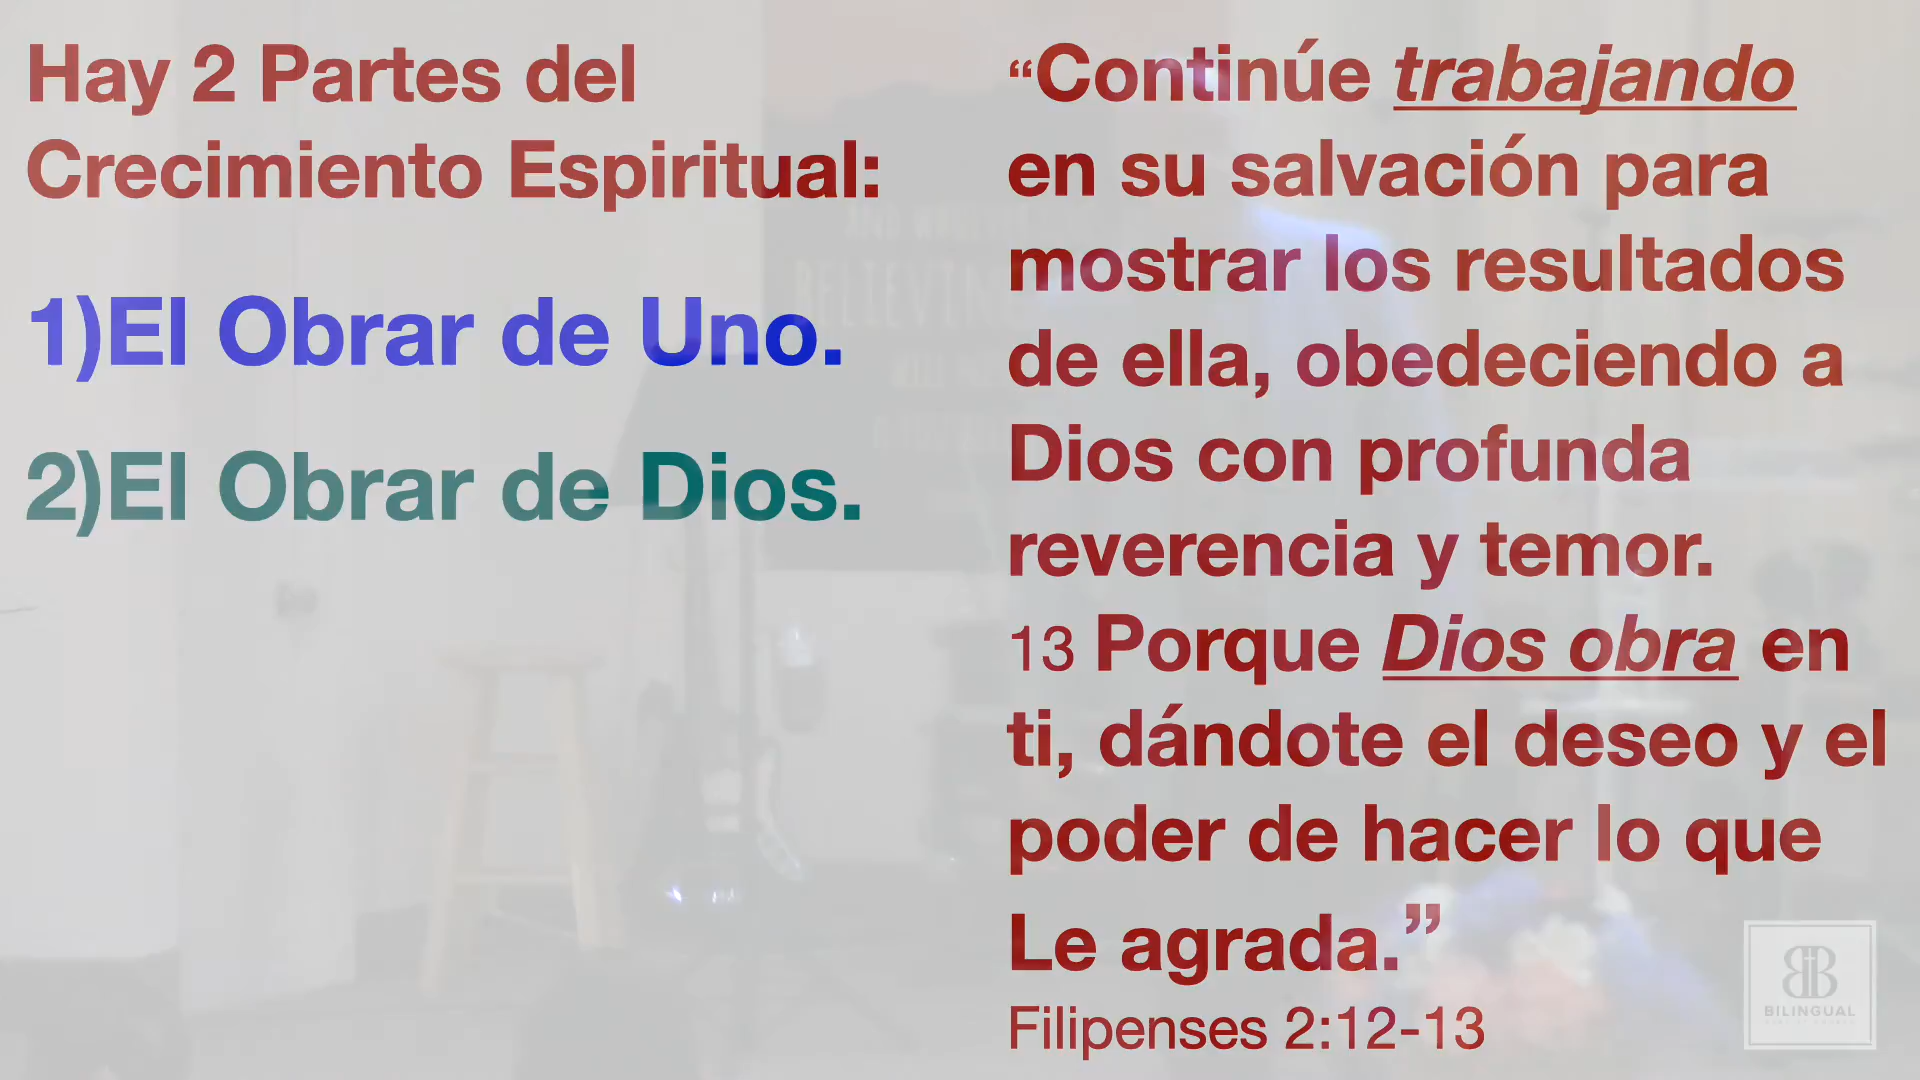 Hay 2 Partes del
Crecimiento Espiritual:
1)El Obrar de Uno.
2)El Obrar de Dios.
“Continúe trabajando
en su salvación para
mostrar los resultados
de ella, obedeciendo a
Dios con profunda
reverencia y temor.
13 Porque Dios obra en
ti, dándote el deseo y el
poder de hacer lo que
Le agrada.”
Filipenses 2:12-13
BELIEVING
BILINGUAL